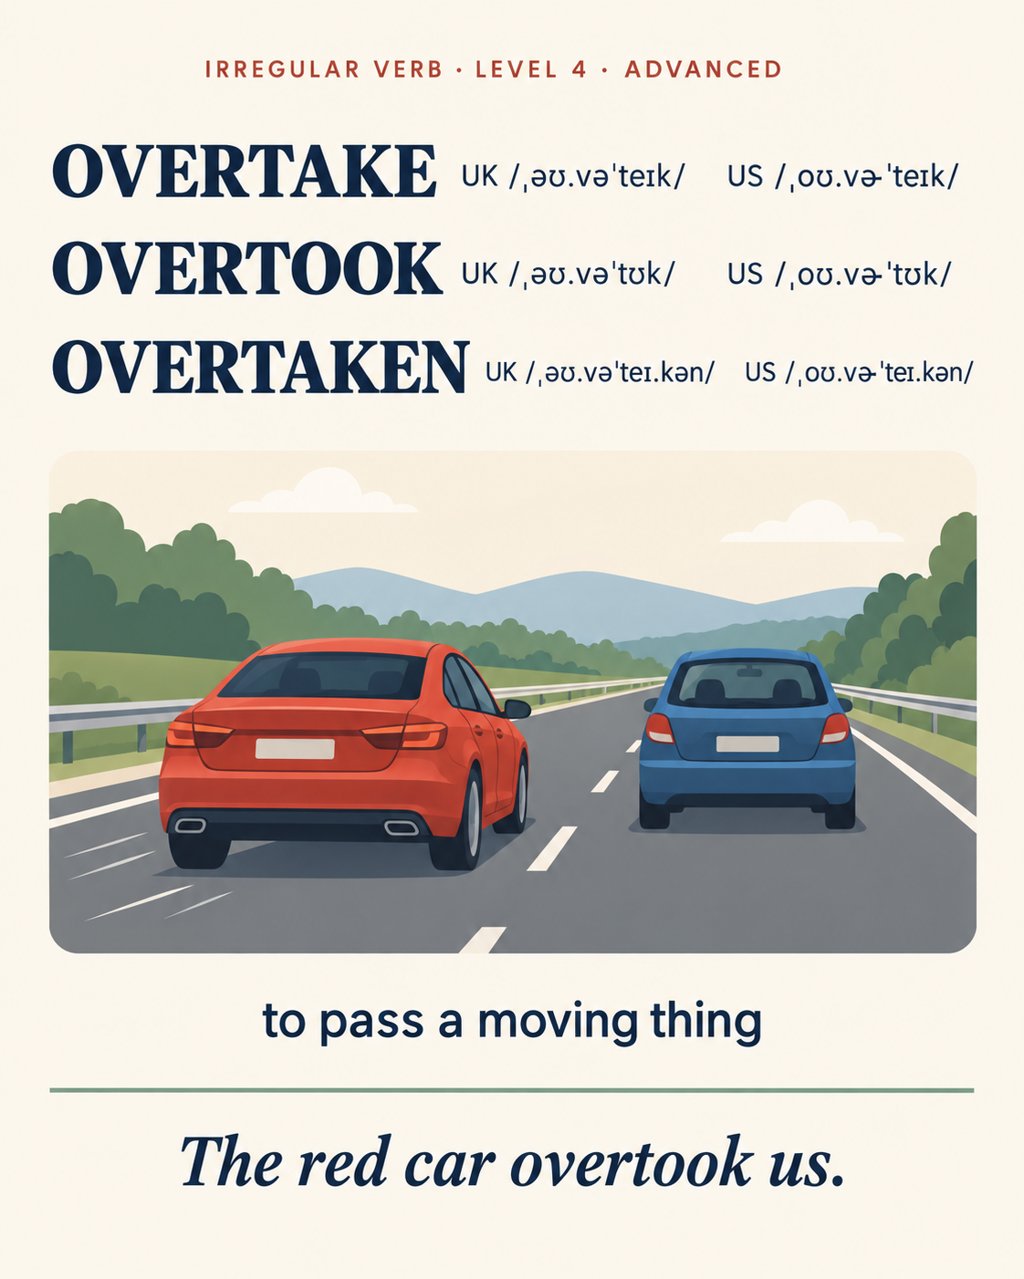 IRREGULAR VERB · LEVEL 4 · ADVANCED
OVERTAKE UK /ˌəʊ.vəˈteɪk/ US /ˌoʊ.vɚˈteɪk/
OVERTOOK UK /ˌəʊ.vəˈtʊk/ US /ˌoʊ.vɚˈtʊk/
OVERTAKEN UK /ˌəʊ.vəˈteɪ.kən/ US /ˌoʊ.vɚˈteɪ.kən/
to pass a moving thing
The red car overtook us.